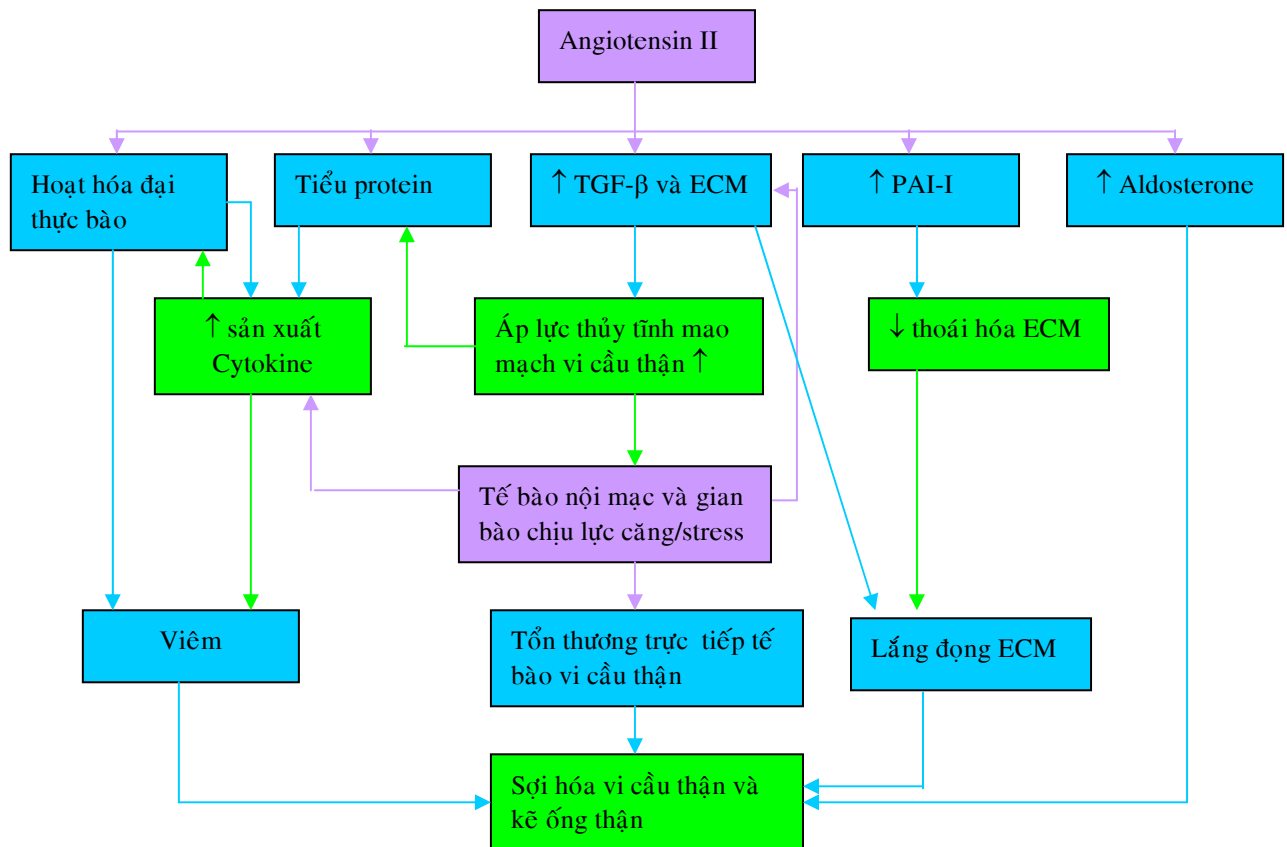 Angiotensin II
Hoạt hóa đại
thực bào
Tiểu protein
↑ TGF-β và ECM
↑ PAI-I
↑ Aldosterone
↑ sản xuất
Cytokine
Áp lực thủy tĩnh mao
mạch vi cầu thận ↑
↓ thoái hóa ECM
Tế bào nội mạc và gian
bào chịu lực căng/stress
Viêm
Tổn thương trực tiếp tế
bào vi cầu thận
Lắng đọng ECM
Sợi hóa vi cầu thận và
kẽ ống thận